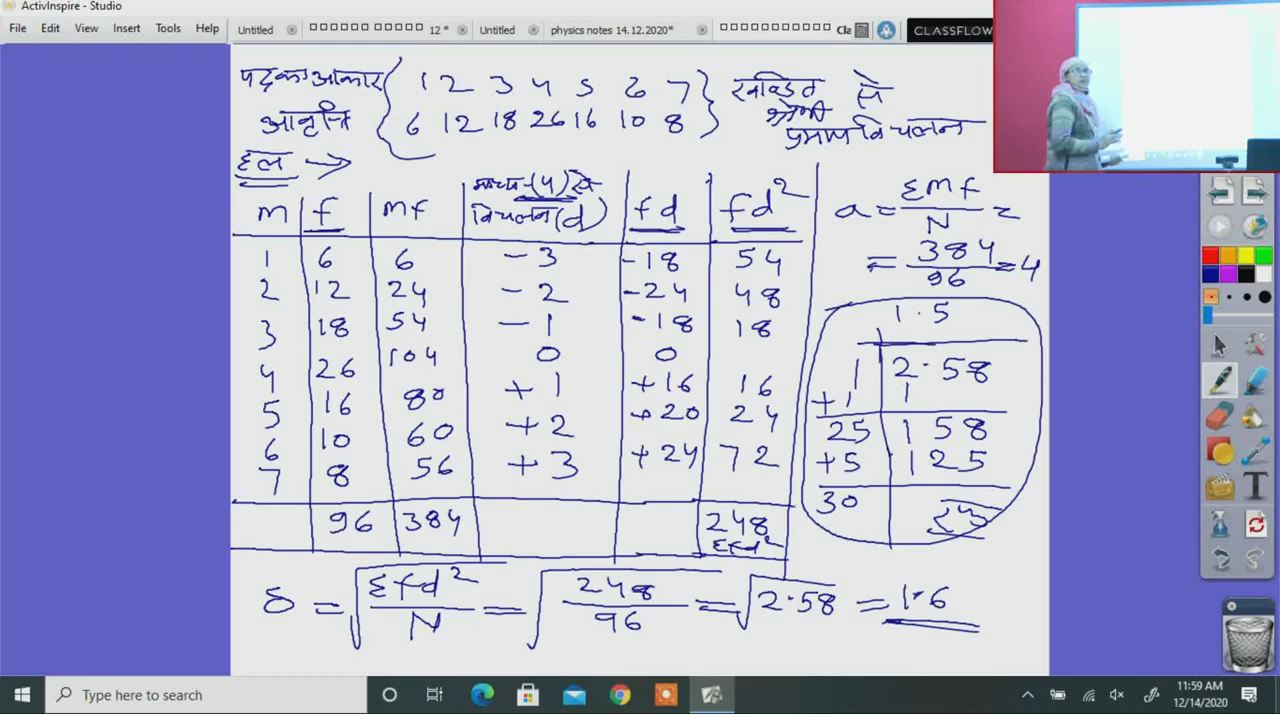 ActivInspire - Studio
File Edit View Insert Tools Help
Untitled
12 *
Untitled
physics notes 14.12.2020*
Cla
CLASSFLOW
पद का आकार 1 2 3 4 5 6 7 खण्डित श्रेणी से
आवृत्ति 6 12 18 26 16 10 8 प्रमाप विचलन
हल →
m f mf माध्य (4) से विचलन (d) fd fd²
1 6 6 -3 -18 54
2 12 24 -2 -24 48
3 18 54 -1 -18 18
4 26 104 0 0
5 16 80 +1 +16 16
6 10 60 +2 +20 24
7 8 56 +3 +24 72
96 384 248
Σfd²
a = Σmf / N =
= 384 / 96 = 4
1.5
1 2.58
+1 1
25 158
+5 125
30
δ = √Σfd² / N = √248 / 96 = √2.58 = 1.6
Type here to search
11:59 AM
12/14/2020